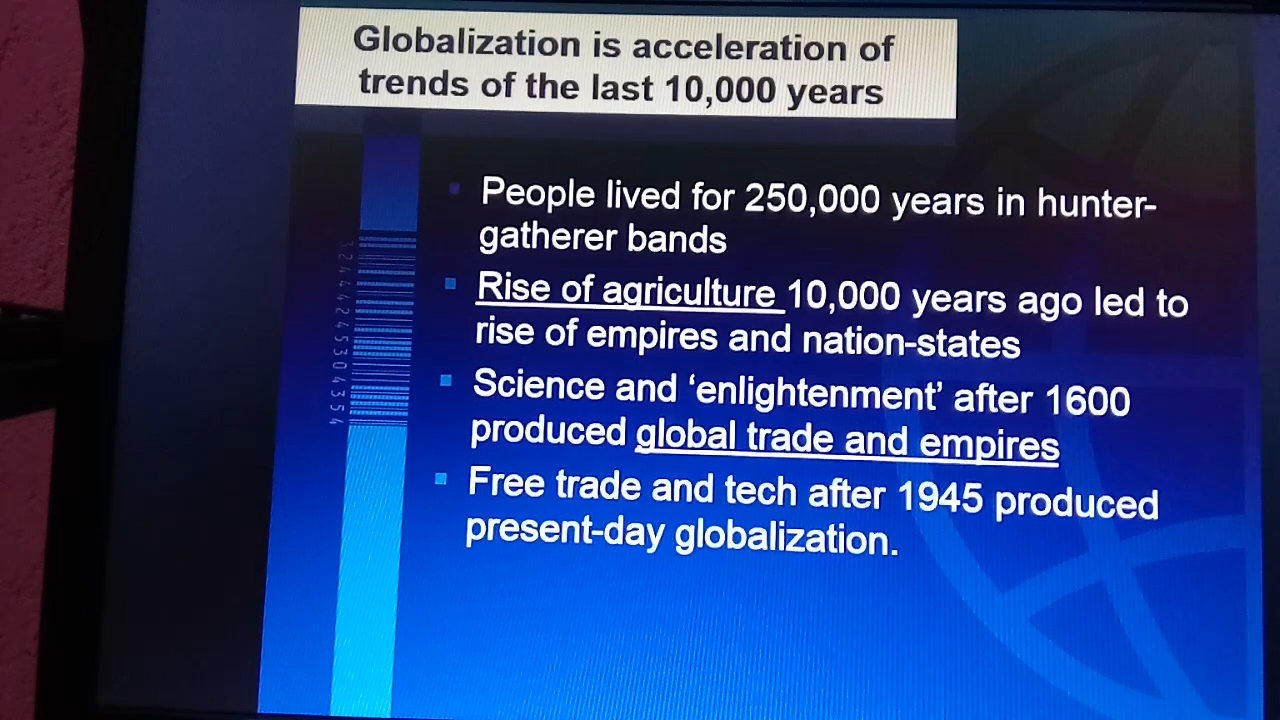 Globalization is acceleration of
trends of the last 10,000 years
People lived for 250,000 years in hunter-
gatherer bands
Rise of agriculture 10,000 years ago led to
rise of empires and nation-states
Science and ‘enlightenment’ after 1600
produced global trade and empires
Free trade and tech after 1945 produced
present-day globalization.